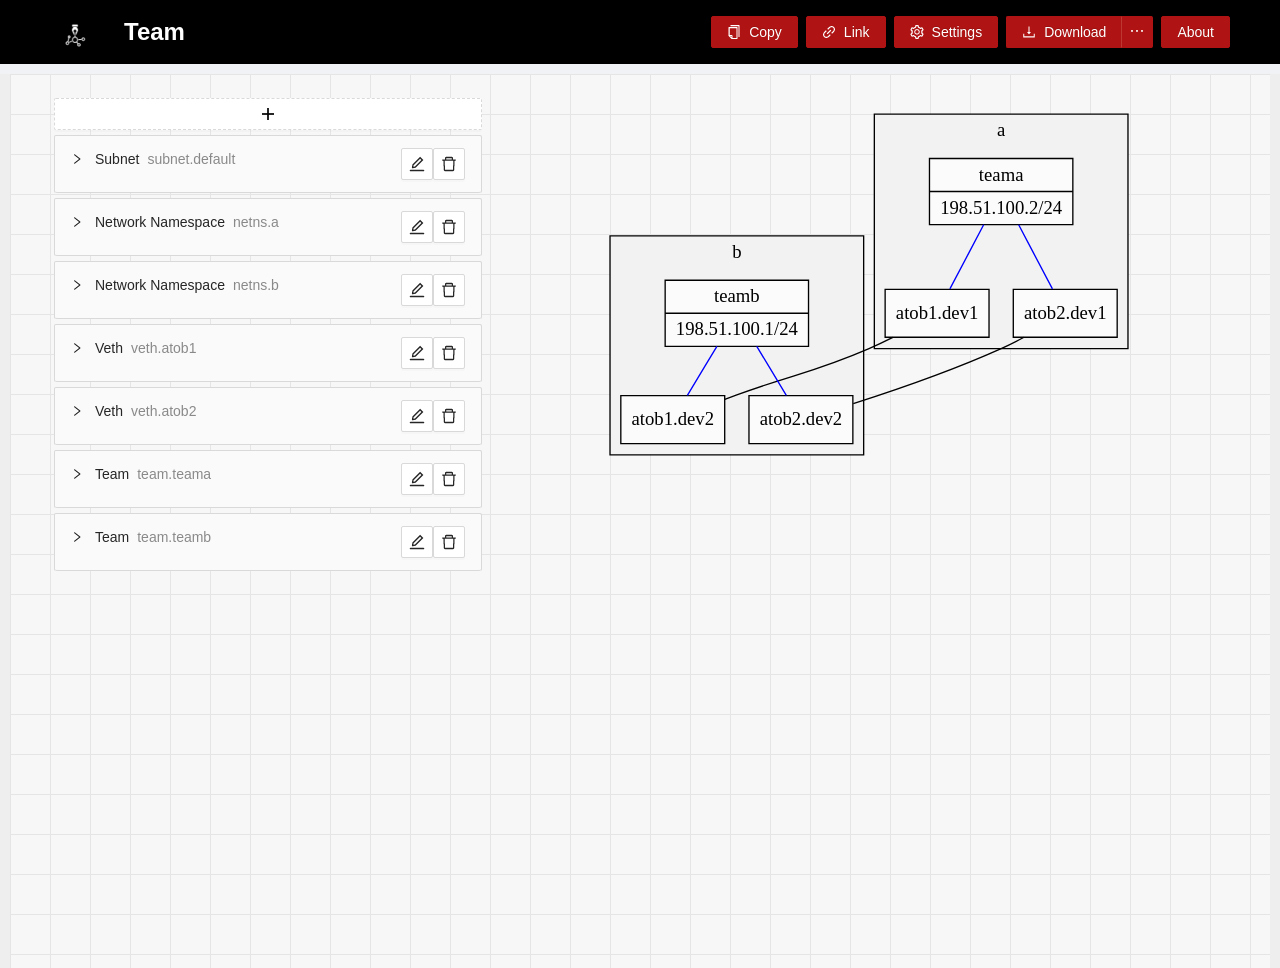 Team
Copy
Link
Settings
Download
···
About
+
Subnet subnet.default
Network Namespace netns.a
Network Namespace netns.b
Veth veth.atob1
Veth veth.atob2
Team team.teama
Team team.teamb
a
teama
198.51.100.2/24
atob1.dev1
atob2.dev1
b
teamb
198.51.100.1/24
atob1.dev2
atob2.dev2